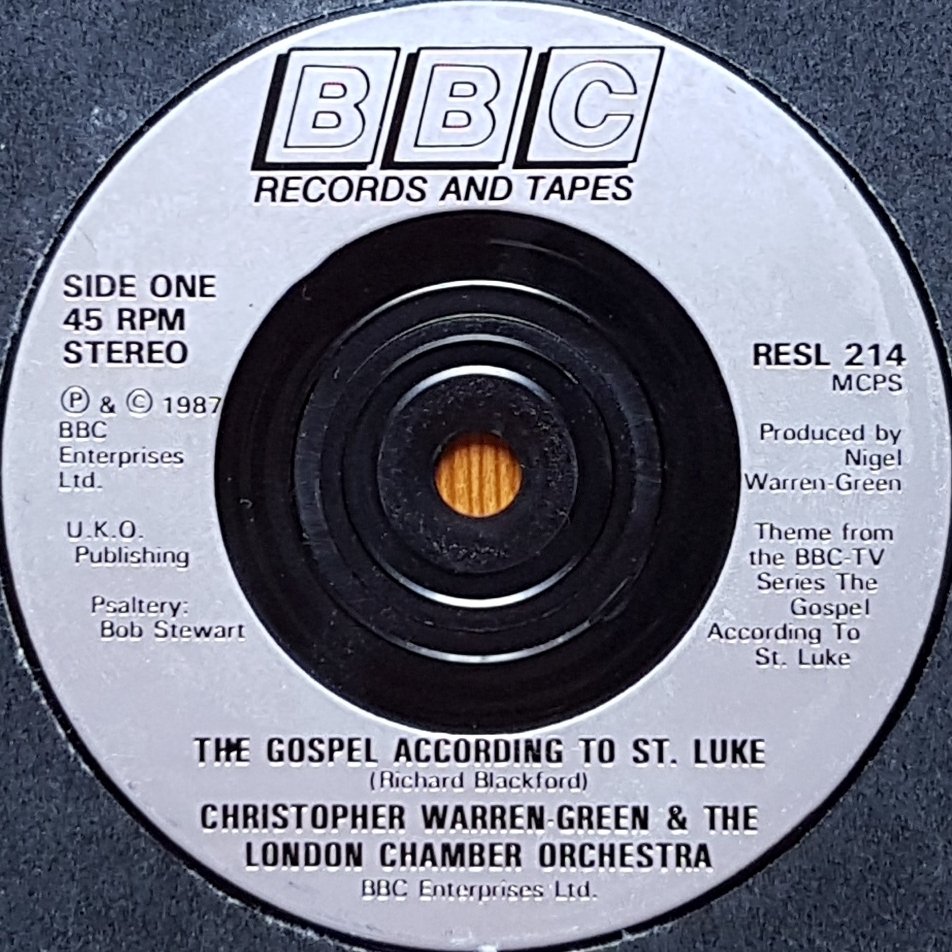 BBC
RECORDS AND TAPES
SIDE ONE
45 RPM
STEREO
℗ & © 1987
BBC
Enterprises
Ltd.
U.K.O.
Publishing
Psaltery:
Bob Stewart
RESL 214
MCPS
Produced by
Nigel
Warren-Green
Theme from
the BBC-TV
Series The
Gospel
According To
St. Luke
THE GOSPEL ACCORDING TO ST. LUKE
(Richard Blackford)
CHRISTOPHER WARREN-GREEN & THE
LONDON CHAMBER ORCHESTRA
BBC Enterprises Ltd.